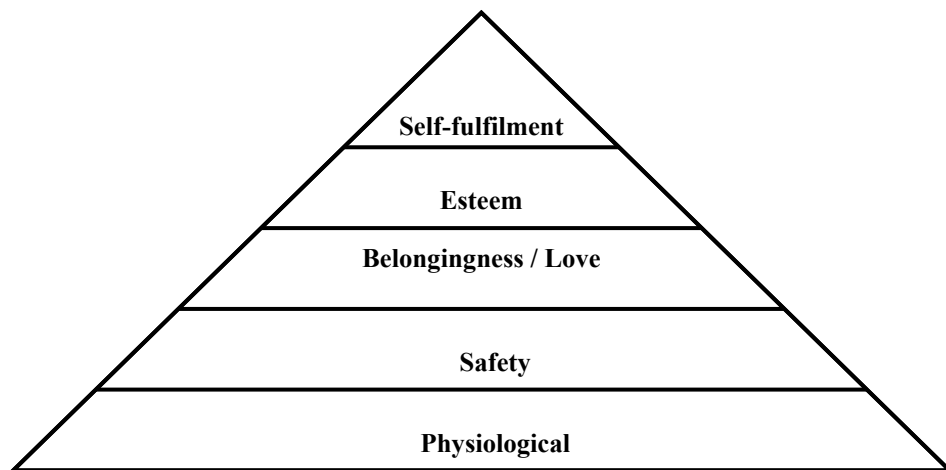 Self-fulfilment
Esteem
Belongingness / Love
Safety
Physiological